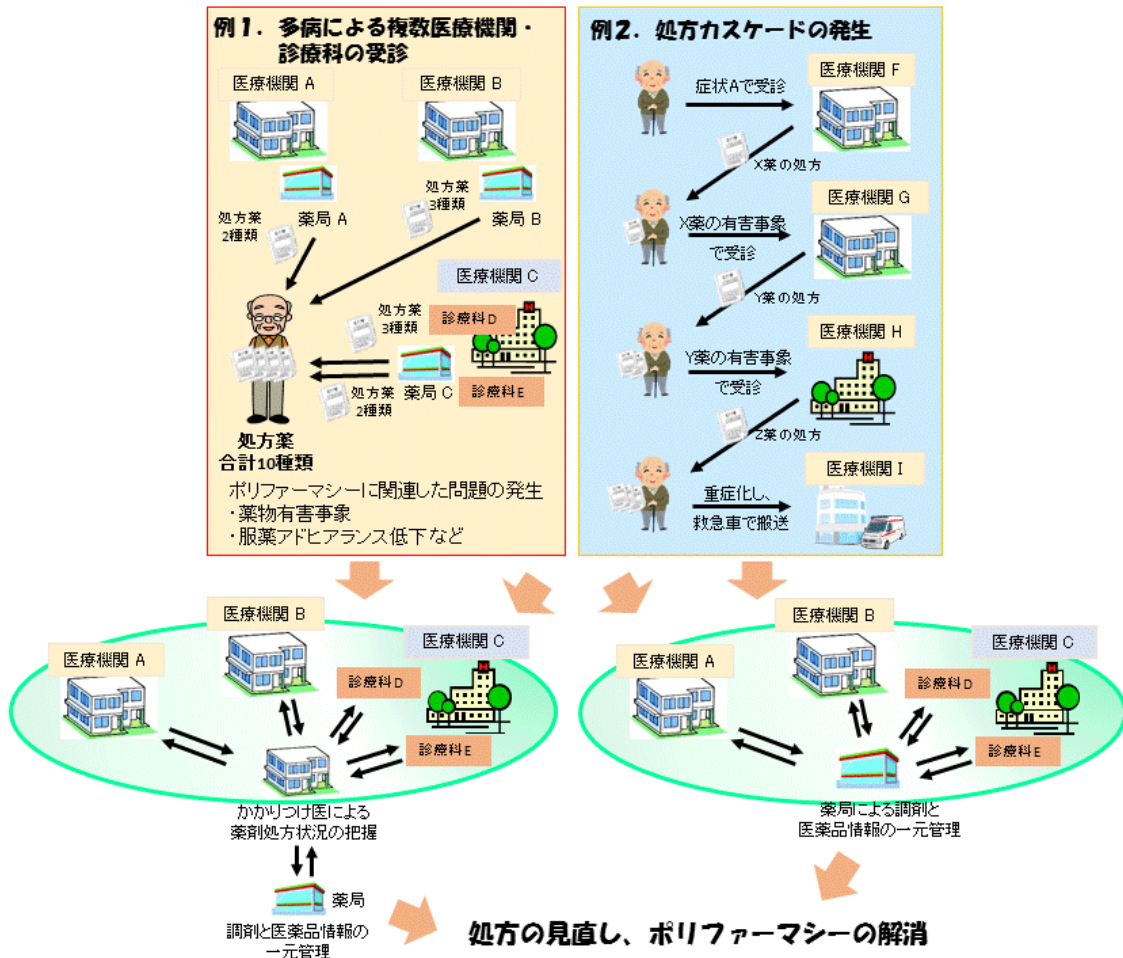 例1．多病による複数医療機関・
診療科の受診
医療機関 A
医療機関 B
薬局 A
薬局 B
処方薬
2種類
処方薬
3種類
医療機関 C
診療科D
処方薬
3種類
薬局 C
診療科E
処方薬
2種類
処方薬
合計10種類
ポリファーマシーに関連した問題の発生
・薬物有害事象
・服薬アドヒアランス低下など
例2．処方カスケードの発生
医療機関 F
症状Aで受診
X薬の処方
医療機関 G
X薬の有害事象
で受診
Y薬の処方
医療機関 H
Y薬の有害事象
で受診
Z薬の処方
医療機関 I
重症化し、
救急車で搬送
医療機関 B
医療機関 A
医療機関 C
診療科D
診療科E
かかりつけ医による
薬剤処方状況の把握
薬局
調剤と医薬品情報の
一元管理
医療機関 B
医療機関 A
医療機関 C
診療科D
診療科E
薬局による調剤と
医薬品情報の一元管理
処方の見直し、ポリファーマシーの解消